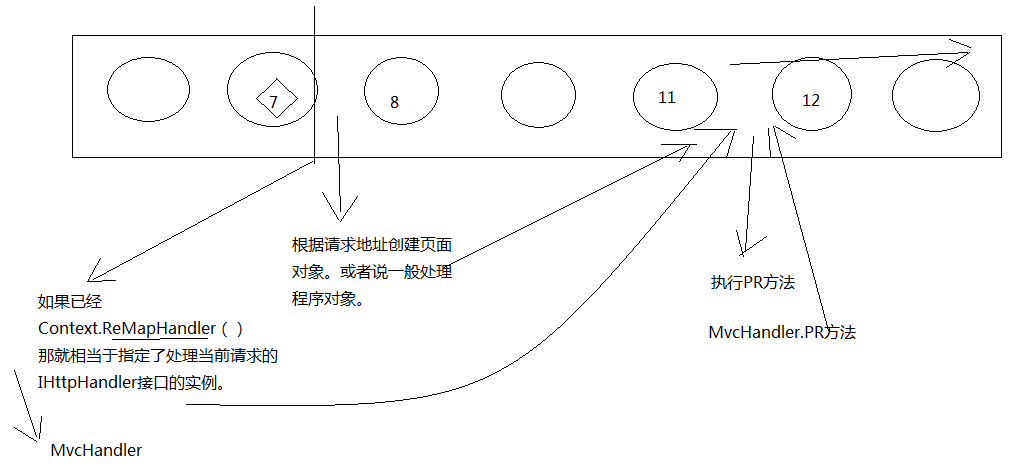 7
8
11
12
根据请求地址创建页面
对象。或者说一般处理
程序对象。
如果已经
Context.ReMapHandler（ ）
那就相当于指定了处理当前请求的
IHttpHandler接口的实例。
MvcHandler
执行PR方法
MvcHandler.PR方法